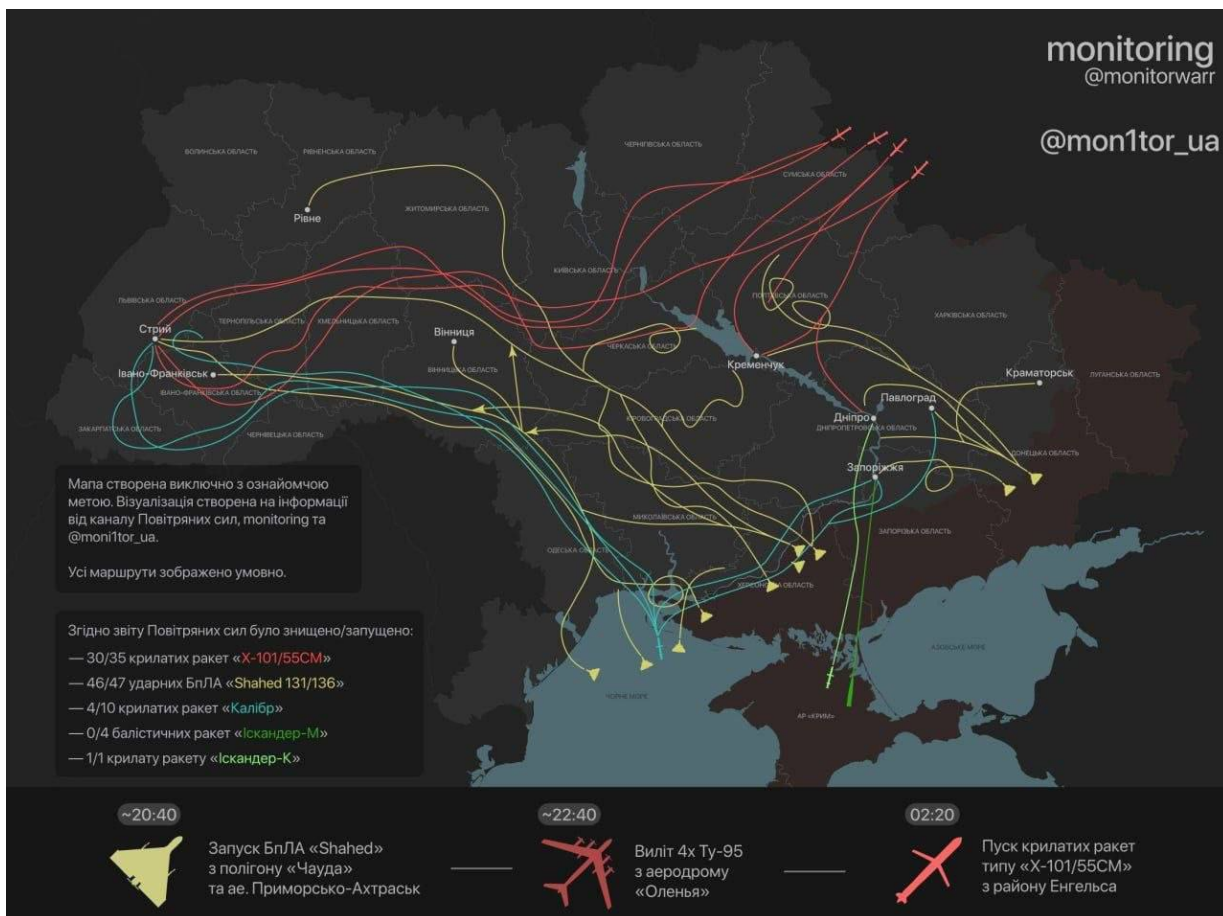 monitoring
@monitorwarr
@mon1tor_ua
ВОЛИНСЬКА ОБЛАСТЬ
РІВНЕНСЬКА ОБЛАСТЬ
ЧЕРНІГІВСЬКА ОБЛАСТЬ
СУМСЬКА ОБЛАСТЬ
Рівне
ЖИТОМИРСЬКА ОБЛАСТЬ
КИЇВСЬКА ОБЛАСТЬ
ЛЬВІВСЬКА ОБЛАСТЬ
ТЕРНОПІЛЬСЬКА ОБЛАСТЬ
ХМЕЛЬНИЦЬКА ОБЛАСТЬ
ПОЛТАВСЬКА ОБЛАСТЬ
ХАРКІВСЬКА ОБЛАСТЬ
Стрий
Вінниця
ЧЕРКАСЬКА ОБЛАСТЬ
Кременчук
Івано-Франківськ
ВІННИЦЬКА ОБЛАСТЬ
Краматорськ
ЛУГАНСЬКА ОБЛАСТЬ
ІВАНО-ФРАНКІВСЬКА ОБЛАСТЬ
Павлоград
ЗАКАРПАТСЬКА ОБЛАСТЬ
ЧЕРНІВЕЦЬКА ОБЛАСТЬ
КІРОВОГРАДСЬКА ОБЛАСТЬ
Дніпро
ДНІПРОПЕТРОВСЬКА ОБЛАСТЬ
ДОНЕЦЬКА ОБЛАСТЬ
Запоріжжя
МИКОЛАЇВСЬКА ОБЛАСТЬ
ЗАПОРІЗЬКА ОБЛАСТЬ
ОДЕСЬКА ОБЛАСТЬ
ХЕРСОНСЬКА ОБЛАСТЬ
АЗОВСЬКЕ МОРЕ
ЧОРНЕ МОРЕ
АР «КРИМ»
Мапа створена виключно з ознайомчою
метою. Візуалізація створена на інформації
від каналу Повітряних сил, monitoring та
@moni1tor_ua.
Усі маршрути зображено умовно.
Згідно звіту Повітряних сил було знищено/запущено:
— 30/35 крилатих ракет «Х-101/55СМ»
— 46/47 ударних БпЛА «Shahed 131/136»
— 4/10 крилатих ракет «Калібр»
— 0/4 балістичних ракет «Іскандер-М»
— 1/1 крилату ракету «Іскандер-К»
~20:40
Запуск БпЛА «Shahed»
з полігону «Чауда»
та ае. Приморсько-Ахтраськ
~22:40
Виліт 4х Ту-95
з аеродрому
«Оленья»
02:20
Пуск крилатих ракет
типу «Х-101/55СМ»
з району Енгельса